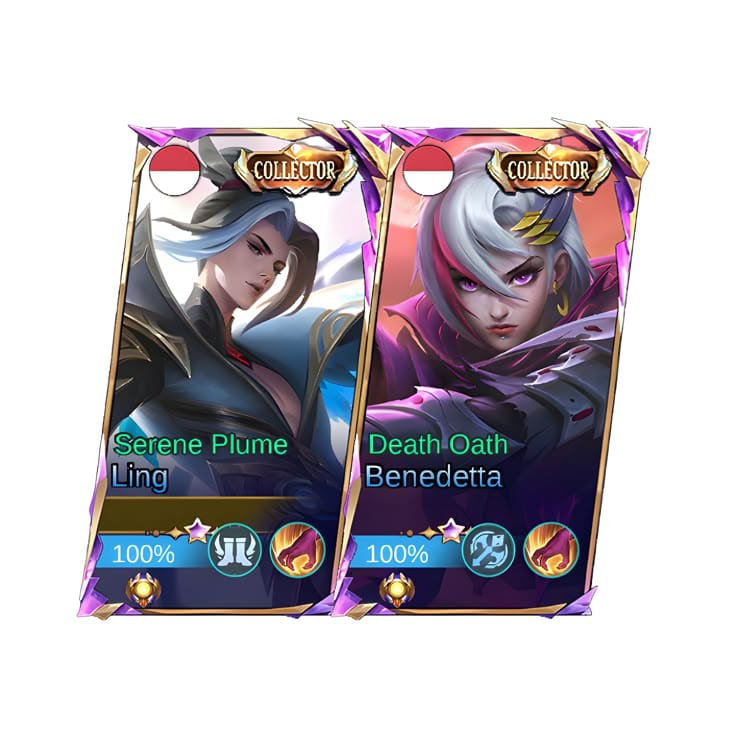 COLLECTOR
Serene Plume
Ling
100%
COLLECTOR
Death Oath
Benedetta
100%